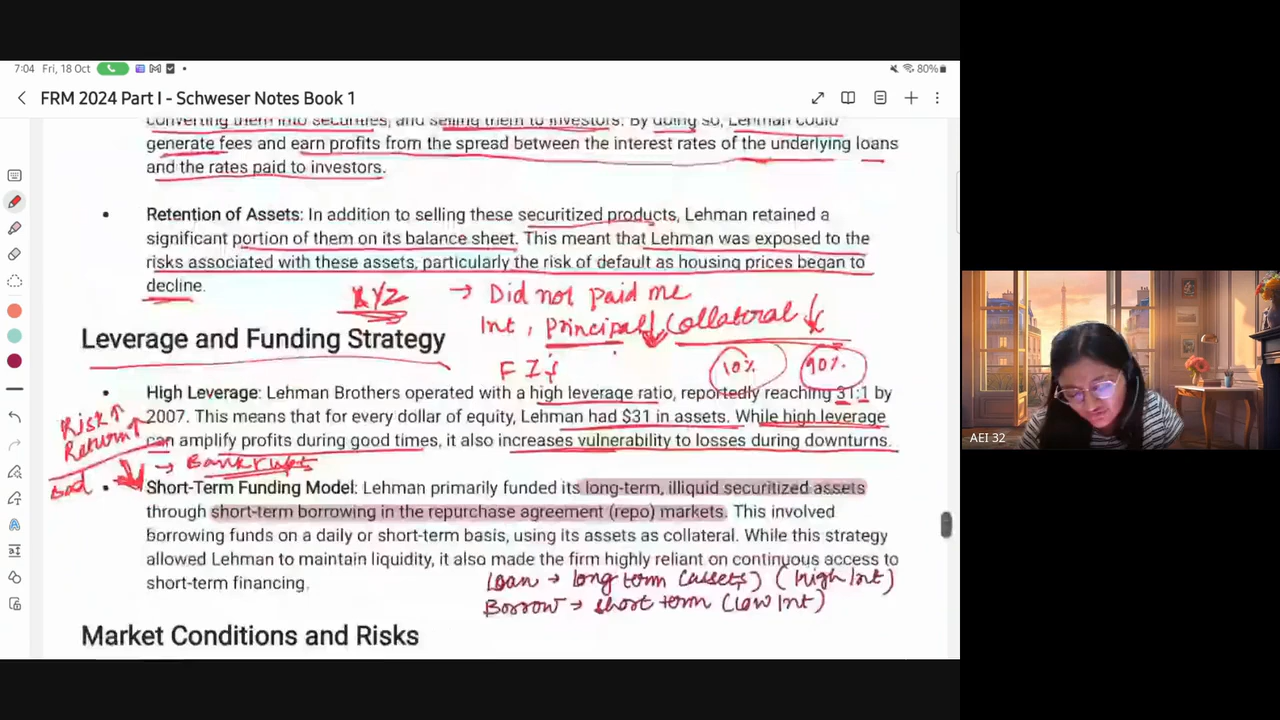 7:04 Fri, 18 Oct
80%
FRM 2024 Part I - Schweser Notes Book 1
converting them into securities, and selling them to investors. By doing so, Lehman could
generate fees and earn profits from the spread between the interest rates of the underlying loans
and the rates paid to investors.
Retention of Assets: In addition to selling these securitized products, Lehman retained a
significant portion of them on its balance sheet. This meant that Lehman was exposed to the
risks associated with these assets, particularly the risk of default as housing prices began to
decline.
XYZ → Did not paid me
Int, principal↓ Collateral ↓
10% 90%
Leverage and Funding Strategy
High Leverage: Lehman Brothers operated with a high leverage ratio, reportedly reaching 31:1 by
2007. This means that for every dollar of equity, Lehman had $31 in assets. While high leverage
can amplify profits during good times, it also increases vulnerability to losses during downturns.
Risk↑
Return↑
Bad ↓ → Bankrupt
Short-Term Funding Model: Lehman primarily funded its long-term, illiquid securitized assets
through short-term borrowing in the repurchase agreement (repo) markets. This involved
borrowing funds on a daily or short-term basis, using its assets as collateral. While this strategy
allowed Lehman to maintain liquidity, it also made the firm highly reliant on continuous access to
short-term financing.
Loan → long term (assets) (high Int)
Borrow → short term (low Int)
Market Conditions and Risks
AEI 32